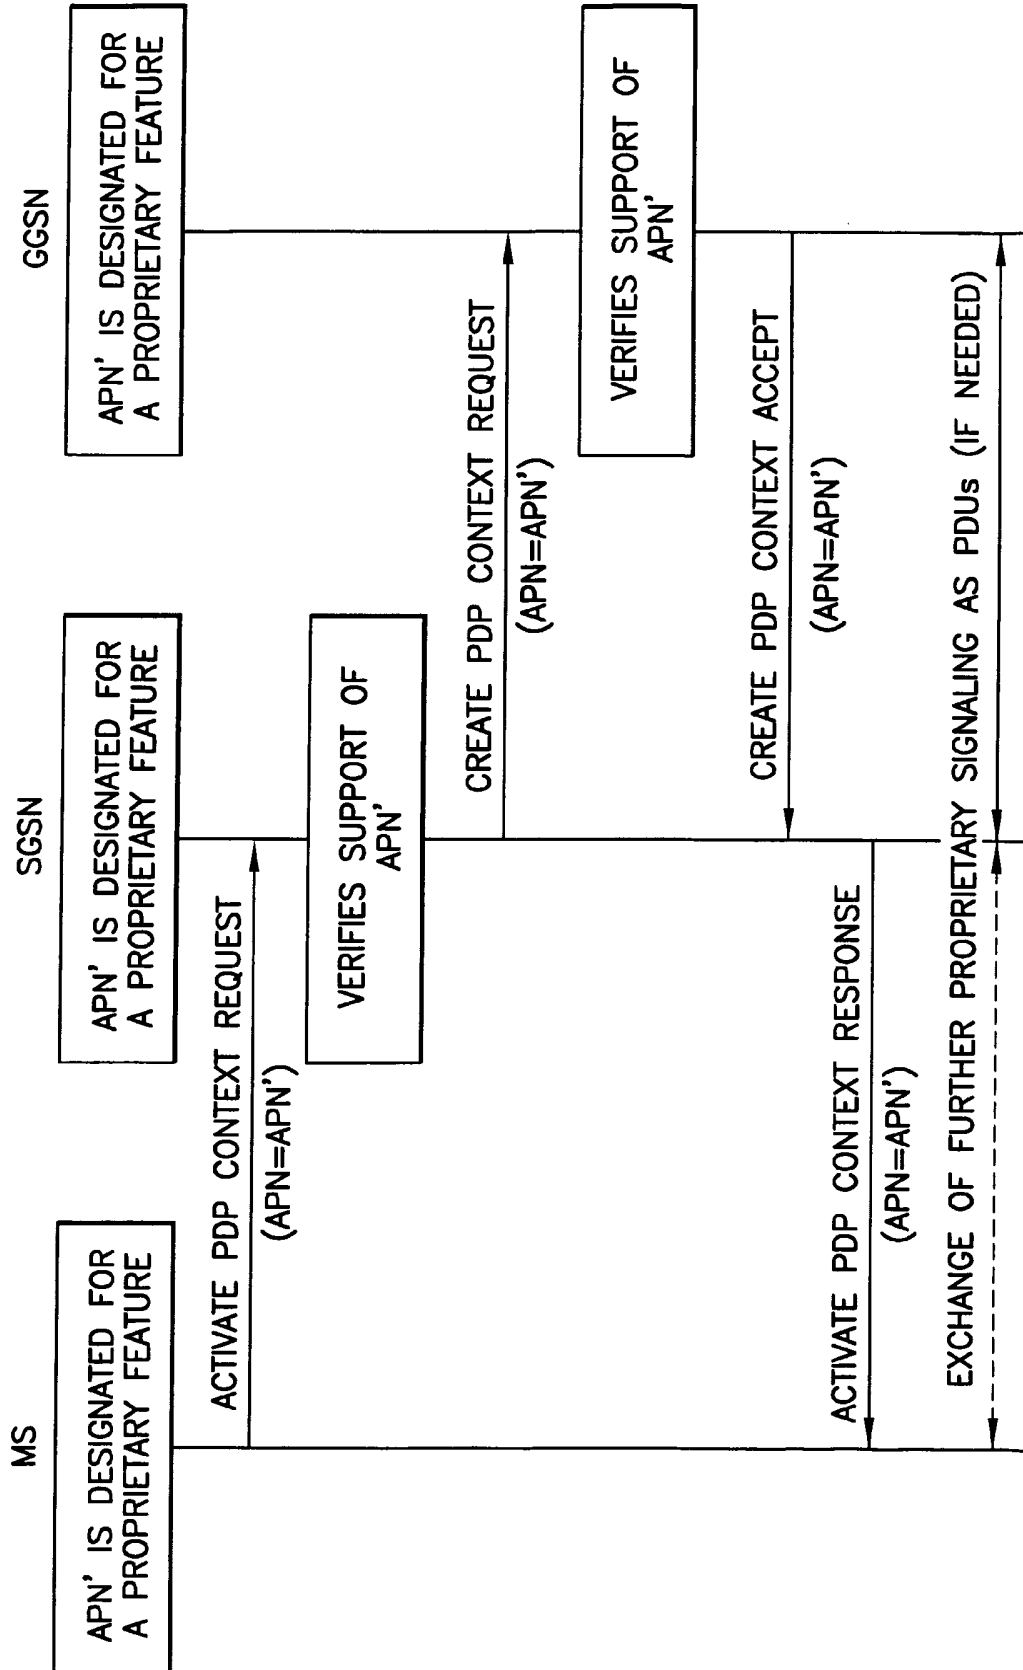 MS
SGSN
GGSN
APN' IS DESIGNATED FOR
A PROPRIETARY FEATURE
APN' IS DESIGNATED FOR
A PROPRIETARY FEATURE
APN' IS DESIGNATED FOR
A PROPRIETARY FEATURE
ACTIVATE PDP CONTEXT REQUEST
(APN=APN')
VERIFIES SUPPORT OF
APN'
CREATE PDP CONTEXT REQUEST
(APN=APN')
VERIFIES SUPPORT OF
APN'
CREATE PDP CONTEXT ACCEPT
(APN=APN')
ACTIVATE PDP CONTEXT RESPONSE
(APN=APN')
EXCHANGE OF FURTHER PROPRIETARY SIGNALING AS PDUs (IF NEEDED)